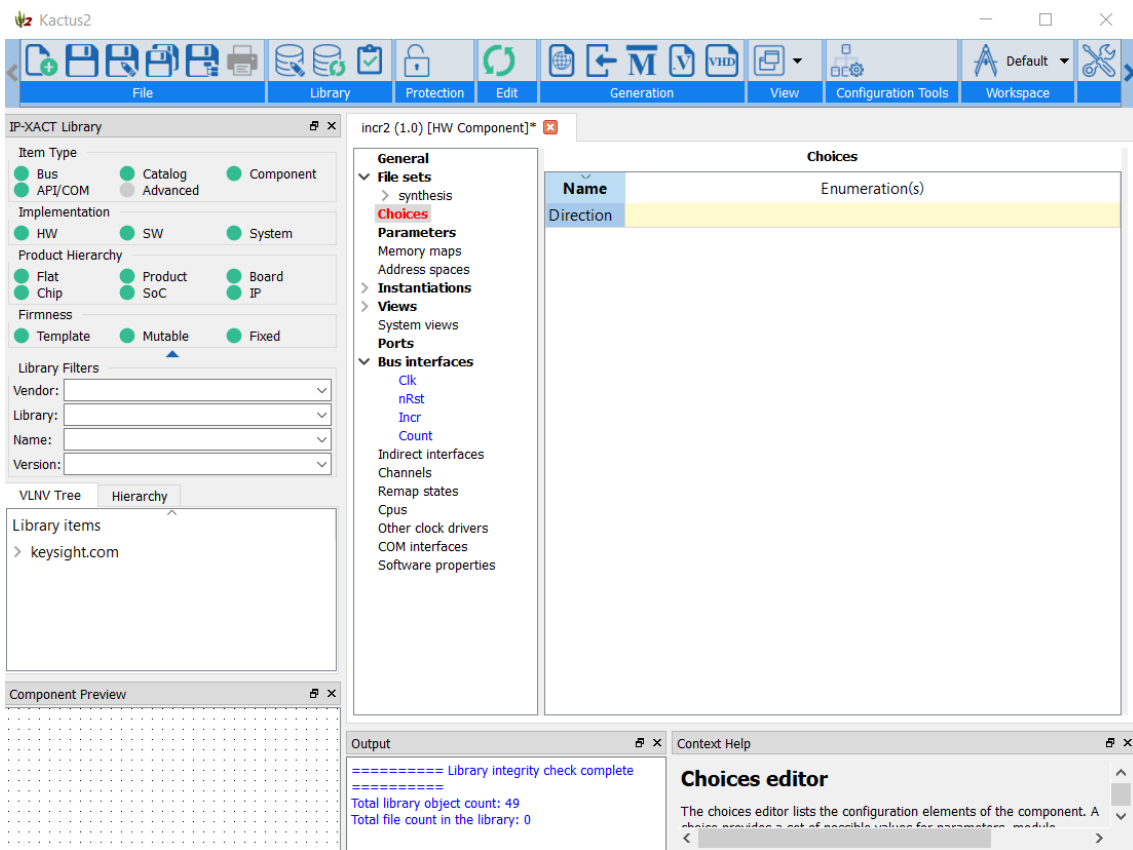 Kactus2
Default
File Library Protection Edit Generation View Configuration Tools Workspace
IP-XACT Library
Item Type
Bus Catalog Component
API/COM Advanced
Implementation
HW SW System
Product Hierarchy
Flat Product Board
Chip SoC IP
Firmness
Template Mutable Fixed
Library Filters
Vendor:
Library:
Name:
Version:
VLNV Tree Hierarchy
Library items
keysight.com
Component Preview
incr2 (1.0) [HW Component]*
General
File sets
synthesis
Choices
Parameters
Memory maps
Address spaces
Instantiations
Views
System views
Ports
Bus interfaces
Clk
nRst
Incr
Count
Indirect interfaces
Channels
Remap states
Cpus
Other clock drivers
COM interfaces
Software properties
Choices
Name Enumeration(s)
Direction
Output
========== Library integrity check complete
==========
Total library object count: 49
Total file count in the library: 0
Context Help
Choices editor
The choices editor lists the configuration elements of the component. A